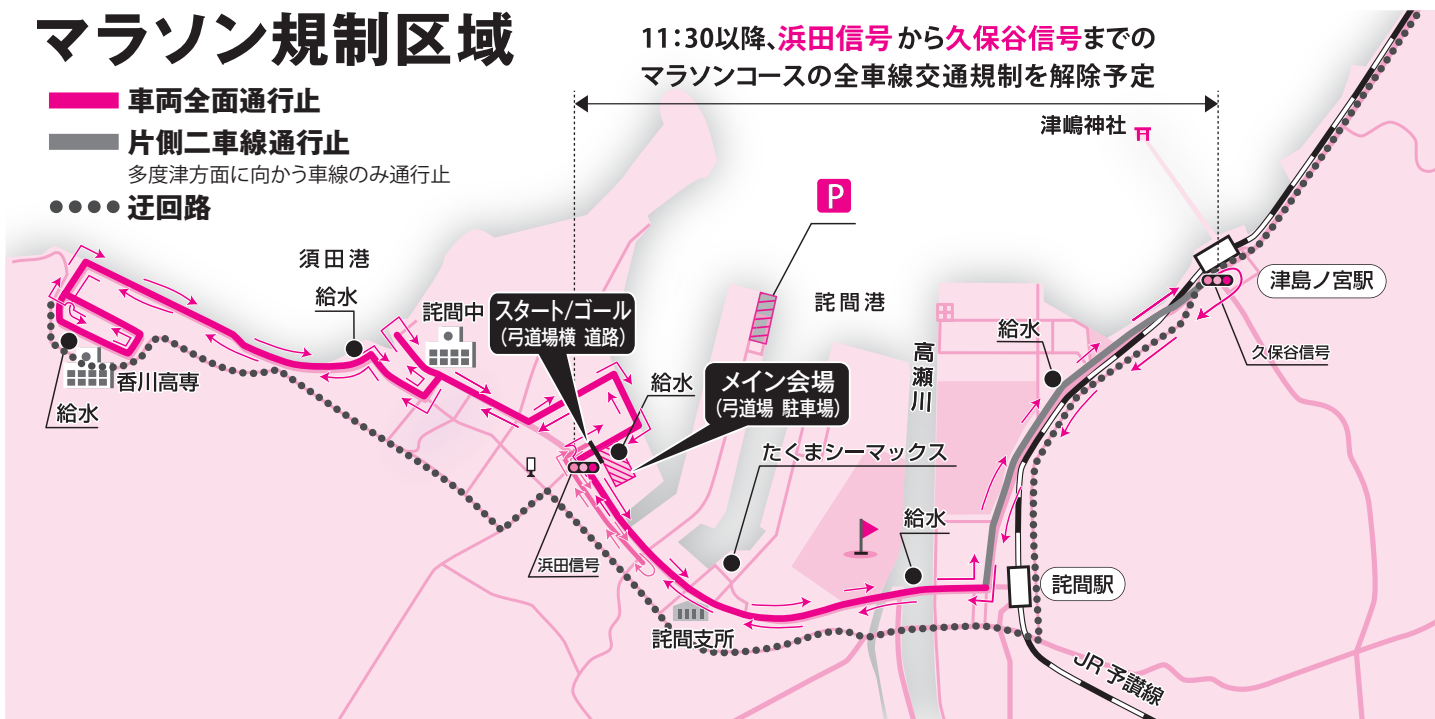 マラソン規制区域
車両全面通行止
片側二車線通行止
多度津方面に向かう車線のみ通行止
迂回路
11:30以降、浜田信号から久保谷信号までの
マラソンコースの全車線交通規制を解除予定
津嶋神社
P
須田港
給水
詫間中
スタート/ゴール
(弓道場横 道路)
詫間港
津島ノ宮駅
久保谷信号
給水
高瀬川
香川高専
給水
給水
メイン会場
(弓道場 駐車場)
たくまシーマックス
給水
浜田信号
詫間駅
詫間支所
JR予讃線